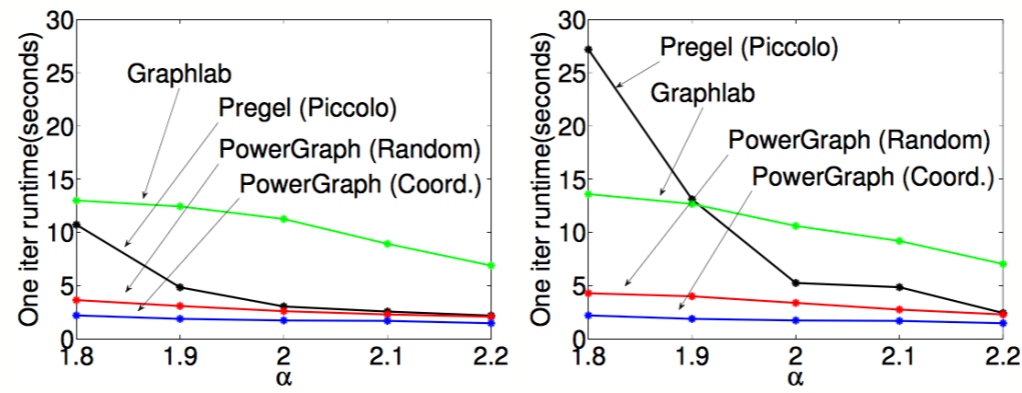 One iter runtime(seconds)
30
25
20
15
10
5
0
Graphlab
Pregel (Piccolo)
PowerGraph (Random)
PowerGraph (Coord.)
1.8 1.9 2 2.1 2.2
α
One iter runtime(seconds)
30
25
20
15
10
5
0
Pregel (Piccolo)
Graphlab
PowerGraph (Random)
PowerGraph (Coord.)
1.8 1.9 2 2.1 2.2
α